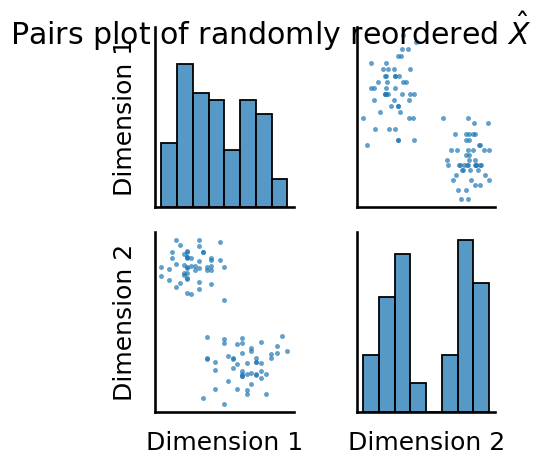 Pairs plot of randomly reordered X̂
Dimension 1
Dimension 2
Dimension 1
Dimension 2